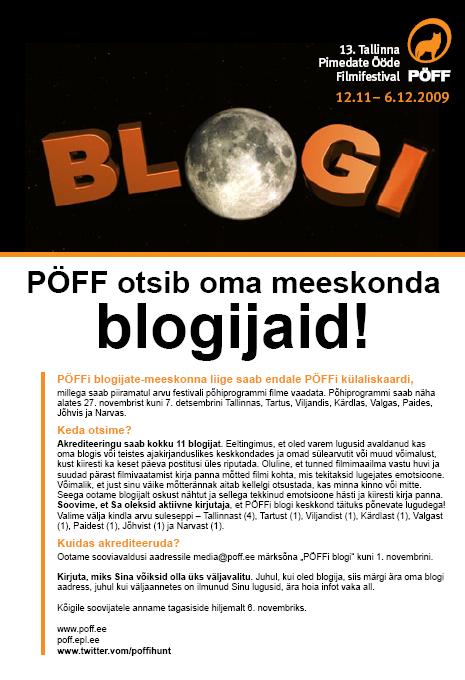 13. Tallinna
Pimedate Ööde
Filmifestival
PÖFF
12.11– 6.12.2009
BLOGI
PÖFF otsib oma meeskonda
blogijaid!
PÖFFi blogijate-meeskonna liige saab endale PÖFFi külaliskaardi,
millega saab piiramatul arvu festivali põhiprogrammi filme vaadata. Põhiprogrammi saab näha
alates 27. novembrist kuni 7. detsembrini Tallinnas, Tartus, Viljandis, Kärdlas, Valgas, Paides,
Jõhvis ja Narvas.
Keda otsime?
Akrediteeringu saab kokku 11 blogijat. Eeltingimus, et oled varem lugusid avaldanud kas
oma blogis või teistes ajakirjanduslikes keskkondades ja omad sülearvutit või muud võimalust,
kust kiiresti ka keset päeva postitusi üles riputada. Oluline, et tunned filmimaailma vastu huvi ja
suudad pärast filmivaatamist kirja panna mõtted filmi kohta, mis tekitaksid lugejates emotsioone.
Võimalik, et just sinu väike mõtterännak aitab kellelgi otsustada, kas minna kinno või mitte.
Seega ootame blogijalt oskust nähtut ja sellega tekkinud emotsioone hästi ja kiiresti kirja panna.
Soovime, et Sa oleksid aktiivne kirjutaja, et PÖFFi blogi keskkond täituks põnevate lugudega!
Valime välja kindla arvu suleseppi – Tallinnast (4), Tartust (1), Viljandist (1), Kärdlast (1), Valgast
(1), Paidest (1), Jõhvist (1) ja Narvast (1).
Kuidas akrediteeruda?
Ootame sooviavaldusi aadressile media@poff.ee märksõna „PÖFFi blogi” kuni 1. novembrini.
Kirjuta, miks Sina võiksid olla üks väljavalitu. Juhul, kui oled blogija, siis märgi ära oma blogi
aadress, juhul kui väljaannetes on ilmunud Sinu lugusid, ära hoia infot vaka all.
Kõigile soovijatele anname tagasiside hiljemalt 6. novembriks.
www.poff.ee
poff.epl.ee
www.twitter.vom/poffihunt